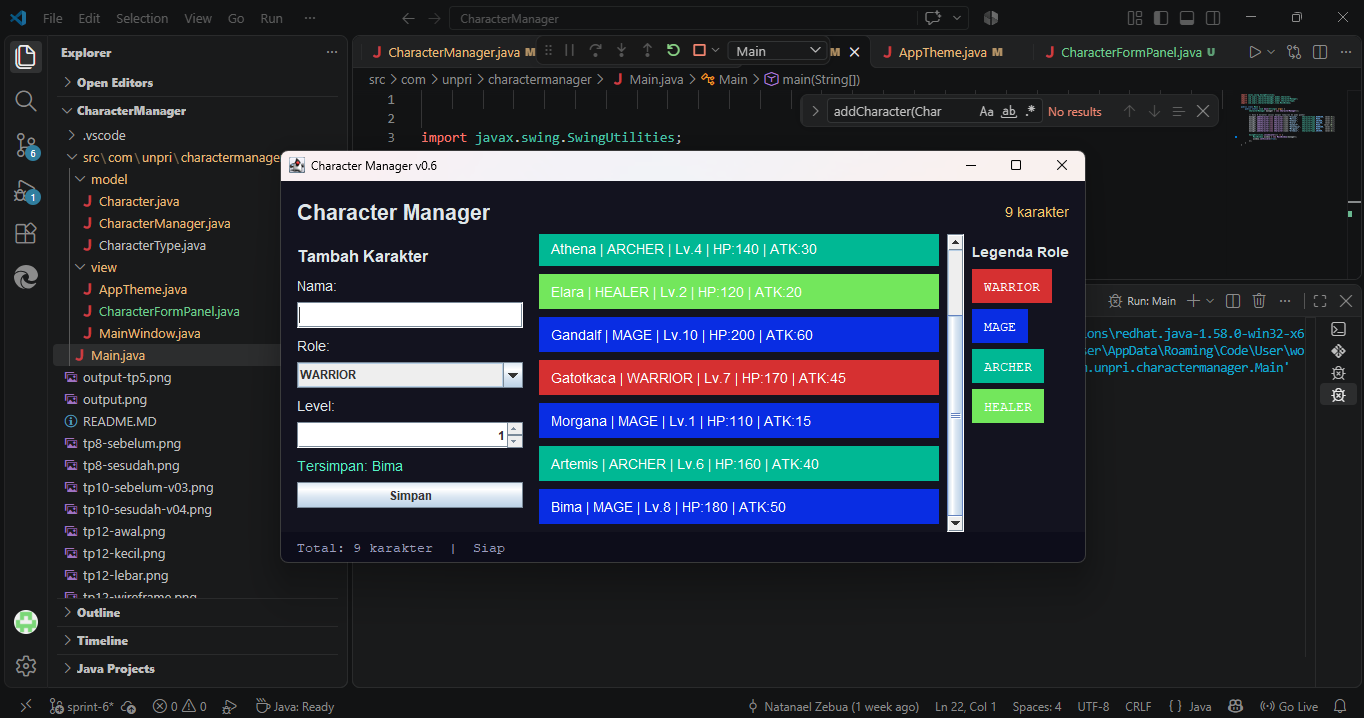 File Edit Selection View Go Run ··· CharacterManager
Explorer ···
Open Editors
CharacterManager
.vscode
src\com\unpri\charactermanage
model
Character.java
CharacterManager.java
CharacterType.java
view
AppTheme.java
CharacterFormPanel.java
MainWindow.java
Main.java
output-tp5.png
output.png
README.MD
tp8-sebelum.png
tp8-sesudah.png
tp10-sebelum-v03.png
tp10-sesudah-v04.png
tp12-awal.png
tp12-kecil.png
tp12-lebar.png
tp12-wireframe.png
Outline
Timeline
Java Projects
6
1
CharacterManager.java M Main M AppTheme.java M CharacterFormPanel.java U
src > com > unpri > charactermanager > Main.java > Main > main(String[])
1
2
3 import javax.swing.SwingUtilities;
addCharacter(Char Aa ab .* No results
Character Manager v0.6
Character Manager
9 karakter
Tambah Karakter
Nama:
Role:
WARRIOR
Level:
1
Tersimpan: Bima
Simpan
Athena | ARCHER | Lv.4 | HP:140 | ATK:30
Elara | HEALER | Lv.2 | HP:120 | ATK:20
Gandalf | MAGE | Lv.10 | HP:200 | ATK:60
Gatotkaca | WARRIOR | Lv.7 | HP:170 | ATK:45
Morgana | MAGE | Lv.1 | HP:110 | ATK:15
Artemis | ARCHER | Lv.6 | HP:160 | ATK:40
Bima | MAGE | Lv.8 | HP:180 | ATK:50
Legenda Role
WARRIOR
MAGE
ARCHER
HEALER
Total: 9 karakter | Siap
Run: Main
ons\redhat.java-1.58.0-win32-x6
ser\AppData\Roaming\Code\User\wo
.unpri.charactermanager.Main'
sprint-6* 0 0 Java: Ready Natanael Zebua (1 week ago) Ln 22, Col 1 Spaces: 4 UTF-8 CRLF { } Java Go Live